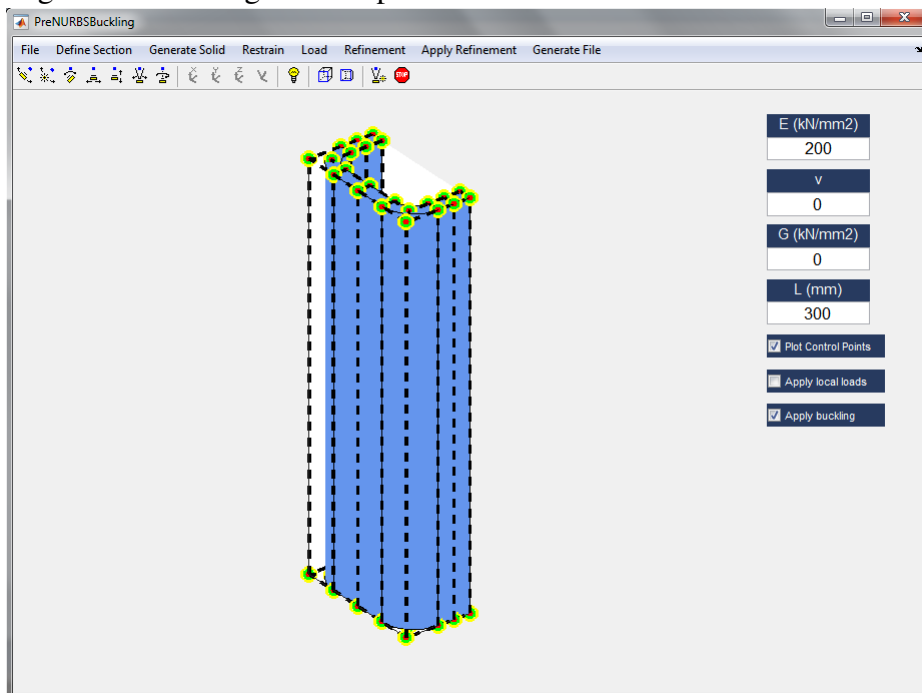 PreNURBSBuckling
File Define Section Generate Solid Restrain Load Refinement Apply Refinement Generate File
STOP
E (kN/mm2)
200
v
0
G (kN/mm2)
0
L (mm)
300
Plot Control Points
Apply local loads
Apply buckling